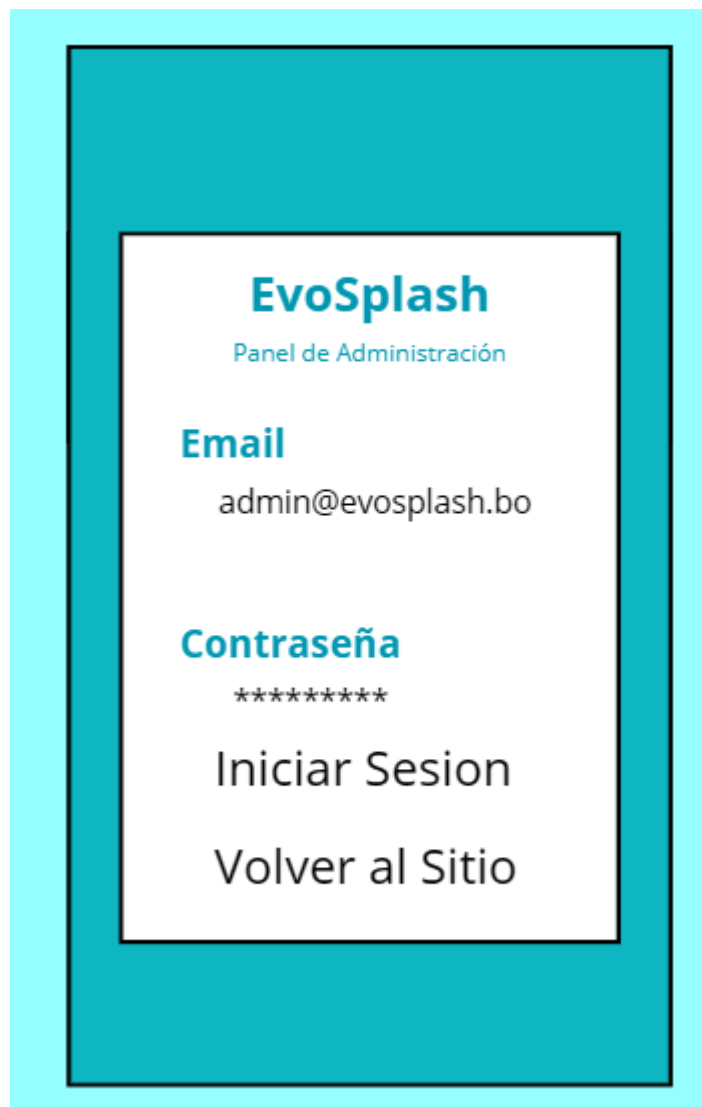 EvoSplash
Panel de Administración
Email
admin@evosplash.bo
Contraseña
*********
Iniciar Sesion
Volver al Sitio